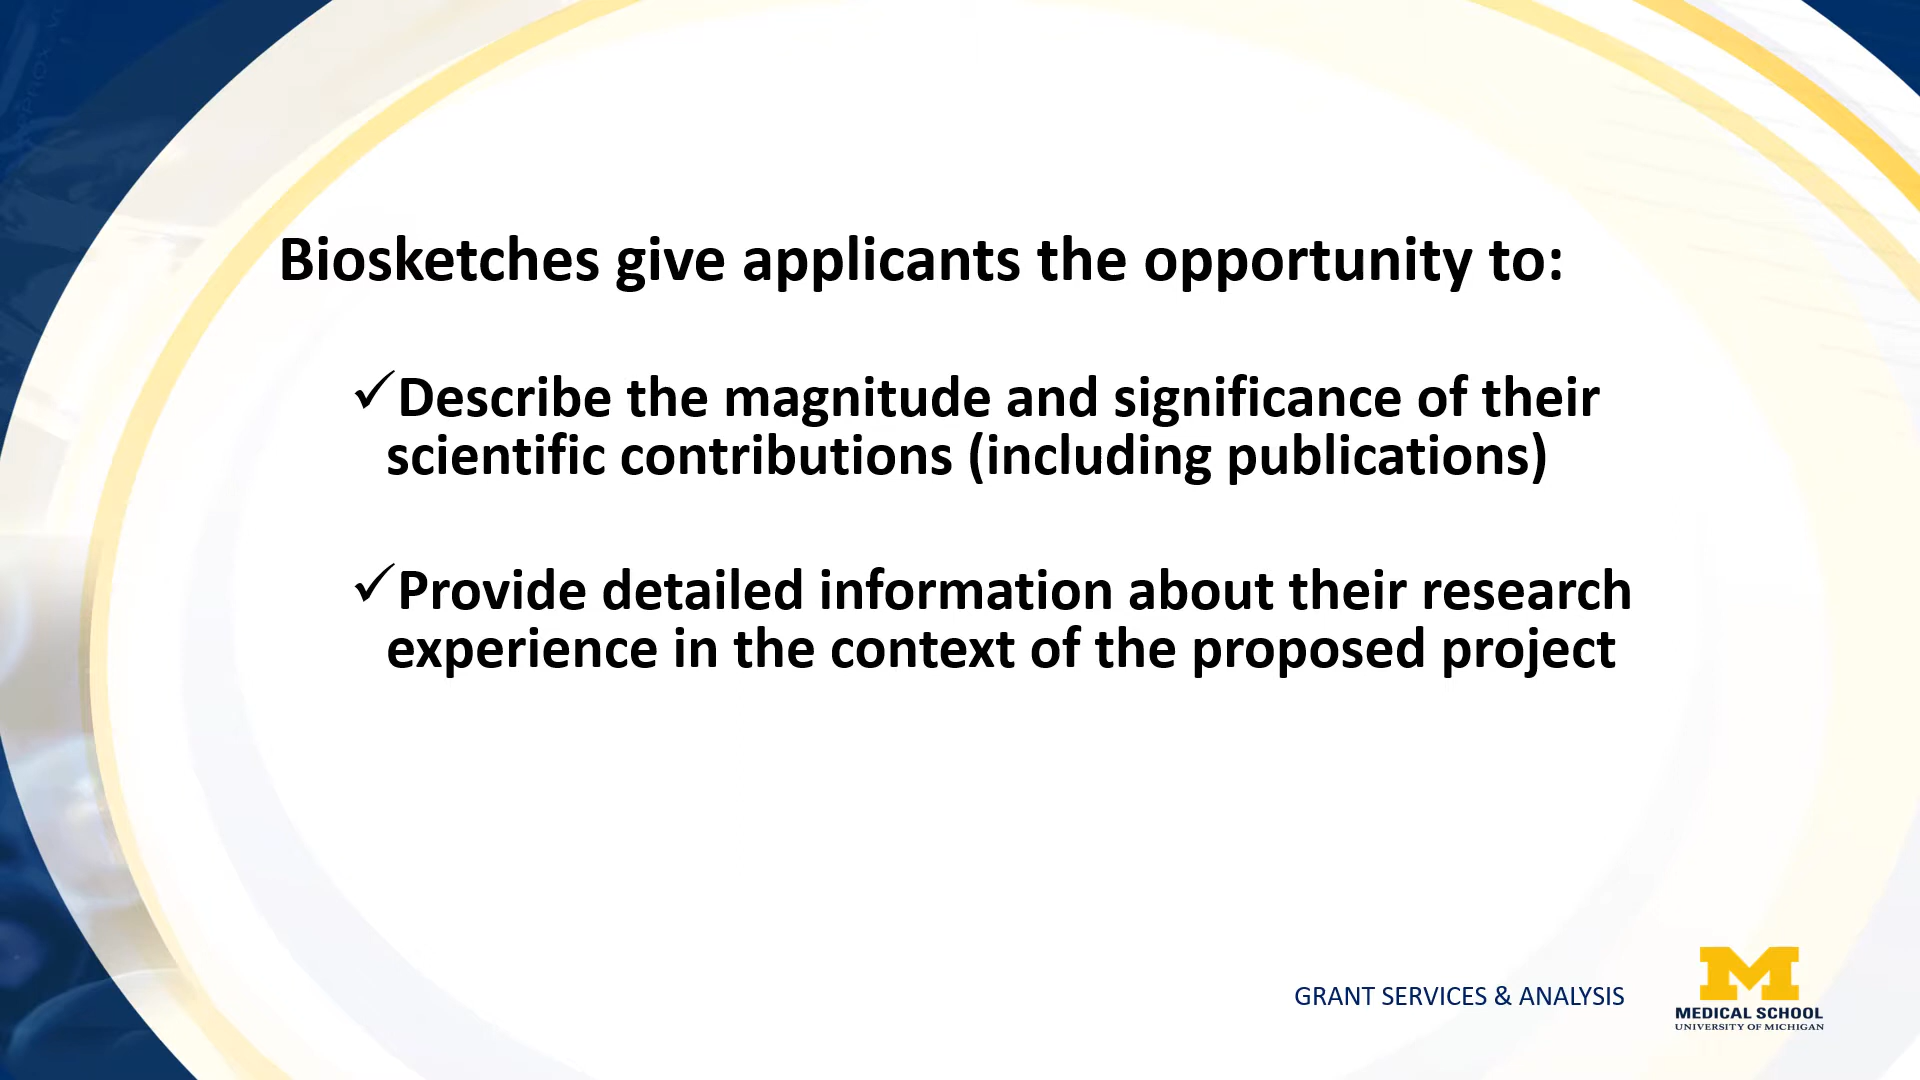 Biosketches give applicants the opportunity to:
✓Describe the magnitude and significance of their
scientific contributions (including publications)
✓Provide detailed information about their research
experience in the context of the proposed project
GRANT SERVICES & ANALYSIS
M
MEDICAL SCHOOL
UNIVERSITY OF MICHIGAN